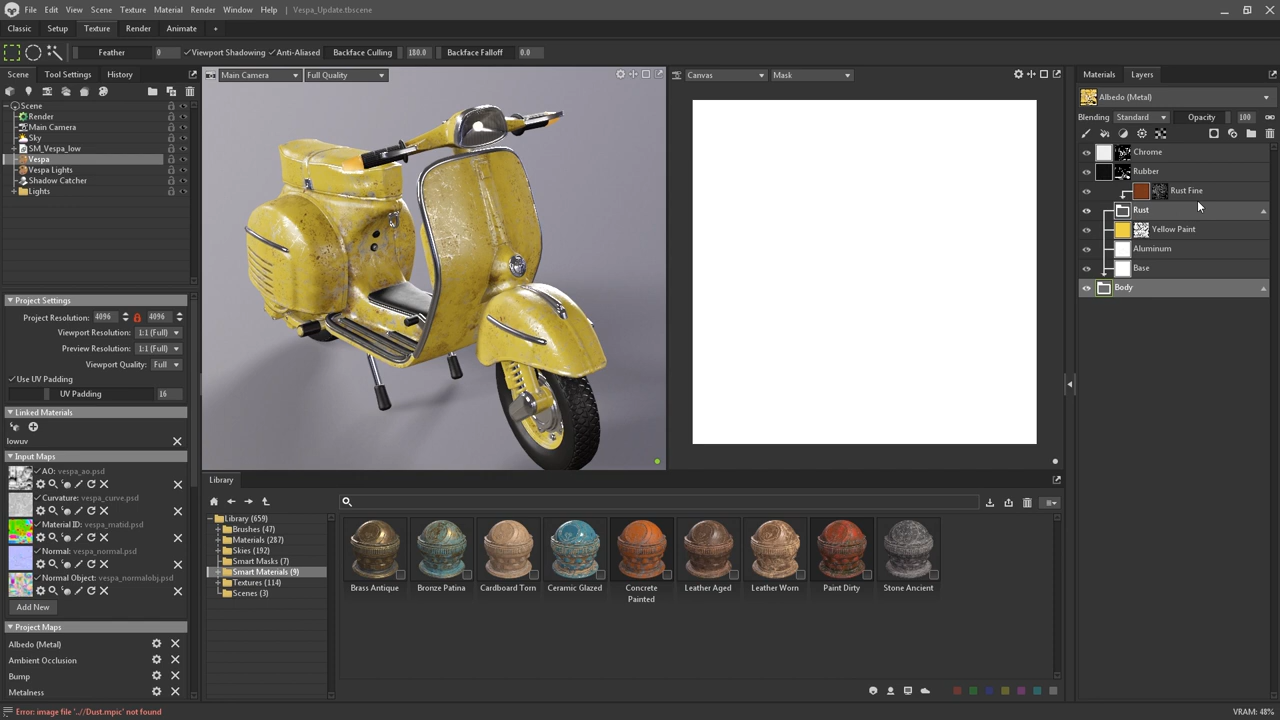 File Edit View Scene Texture Material Render Window Help Vespa_Update.tbscene
Classic Setup Texture Render Animate +
Feather 0 Viewport Shadowing Anti-Aliased Backface Culling 180.0 Backface Falloff 0.0
Scene Tool Settings History
Main Camera Full Quality
Canvas Mask
Materials Layers
Scene
Render
Main Camera
Sky
SM_Vespa_low
Vespa
Vespa Lights
Shadow Catcher
Lights
Project Settings
Project Resolution: 4096 4096
Viewport Resolution: 1:1 (Full)
Preview Resolution: 1:1 (Full)
Viewport Quality: Full
Use UV Padding
UV Padding 16
Linked Materials
lowuv
Input Maps
AO: vespa_ao.psd
Curvature: vespa_curve.psd
Material ID: vespa_matid.psd
Normal: vespa_normal.psd
Normal Object: vespa_normalobj.psd
Add New
Project Maps
Albedo (Metal)
Ambient Occlusion
Bump
Metalness
Library
Library (659)
Brushes (47)
Materials (287)
Skies (192)
Smart Masks (7)
Smart Materials (9)
Textures (114)
Scenes (3)
Brass Antique Bronze Patina Cardboard Torn Ceramic Glazed Concrete Leather Aged Leather Worn Paint Dirty Stone Ancient
Painted
Albedo (Metal)
Blending Standard Opacity 100
Chrome
Rubber
Rust Fine
Rust
Yellow Paint
Aluminum
Base
Body
Error: image file '..//Dust.mpic' not found
VRAM: 48%